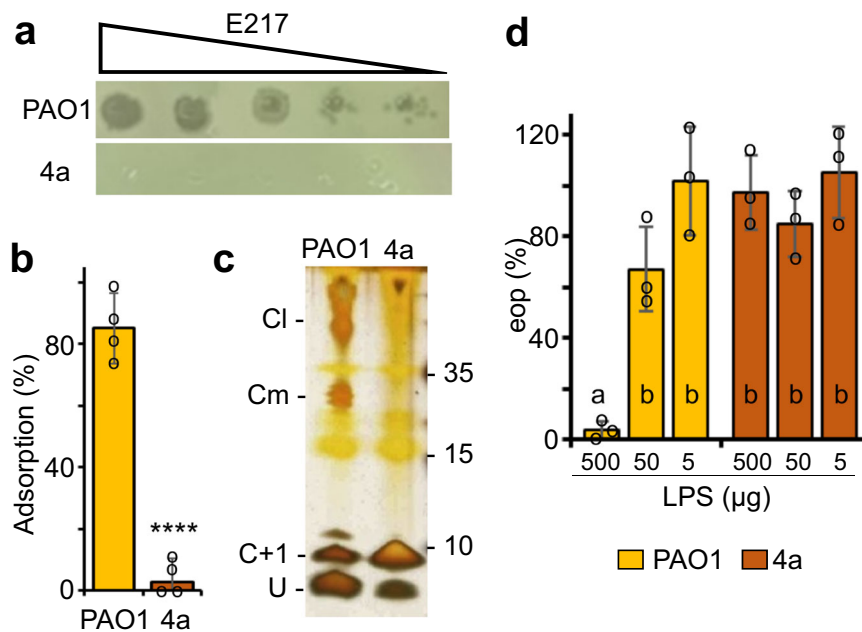 a
E217
PAO1
4a
b
Adsorption (%)
80
40
0
****
PAO1 4a
c
PAO1 4a
Cl -
Cm -
C+1 -
U -
- 35
- 15
- 10
d
eop (%)
120
80
40
0
a
b
b
b
b
b
500 50 5 500 50 5
LPS (µg)
PAO1 4a